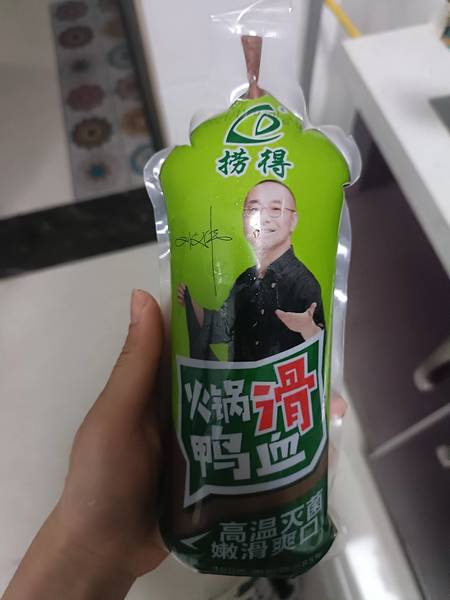 捞得
火锅滑
鸭血
高温灭菌
嫩滑爽口